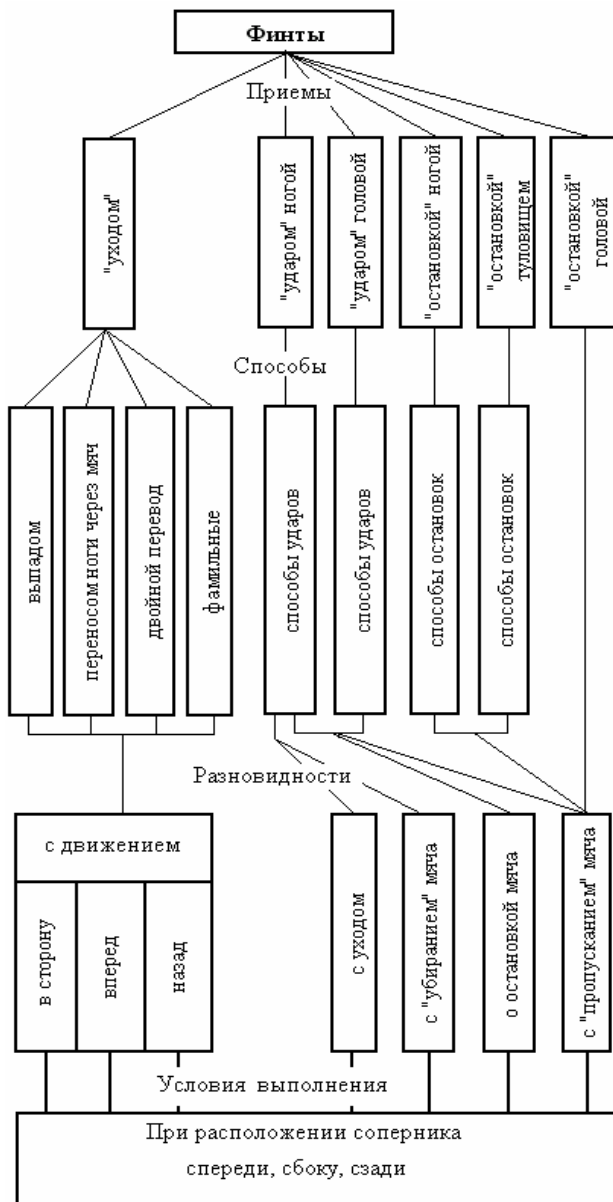 Финты
Приемы
"уходом"
"ударом" ногой
"ударом" головой
"остановкой" ногой
"остановкой"
туловищем
"остановкой"
головой
Способы
выпадом
переносом ноги через мяч
двойной перевод
фамильные
способы ударов
способы ударов
способы остановок
способы остановок
Разновидности
с движением
в сторону
вперед
назад
с уходом
с "убиранием" мяча
о остановкой мяча
с "пропусканием" мяча
Условия выполнения
При расположении соперника
спереди, сбоку, сзади